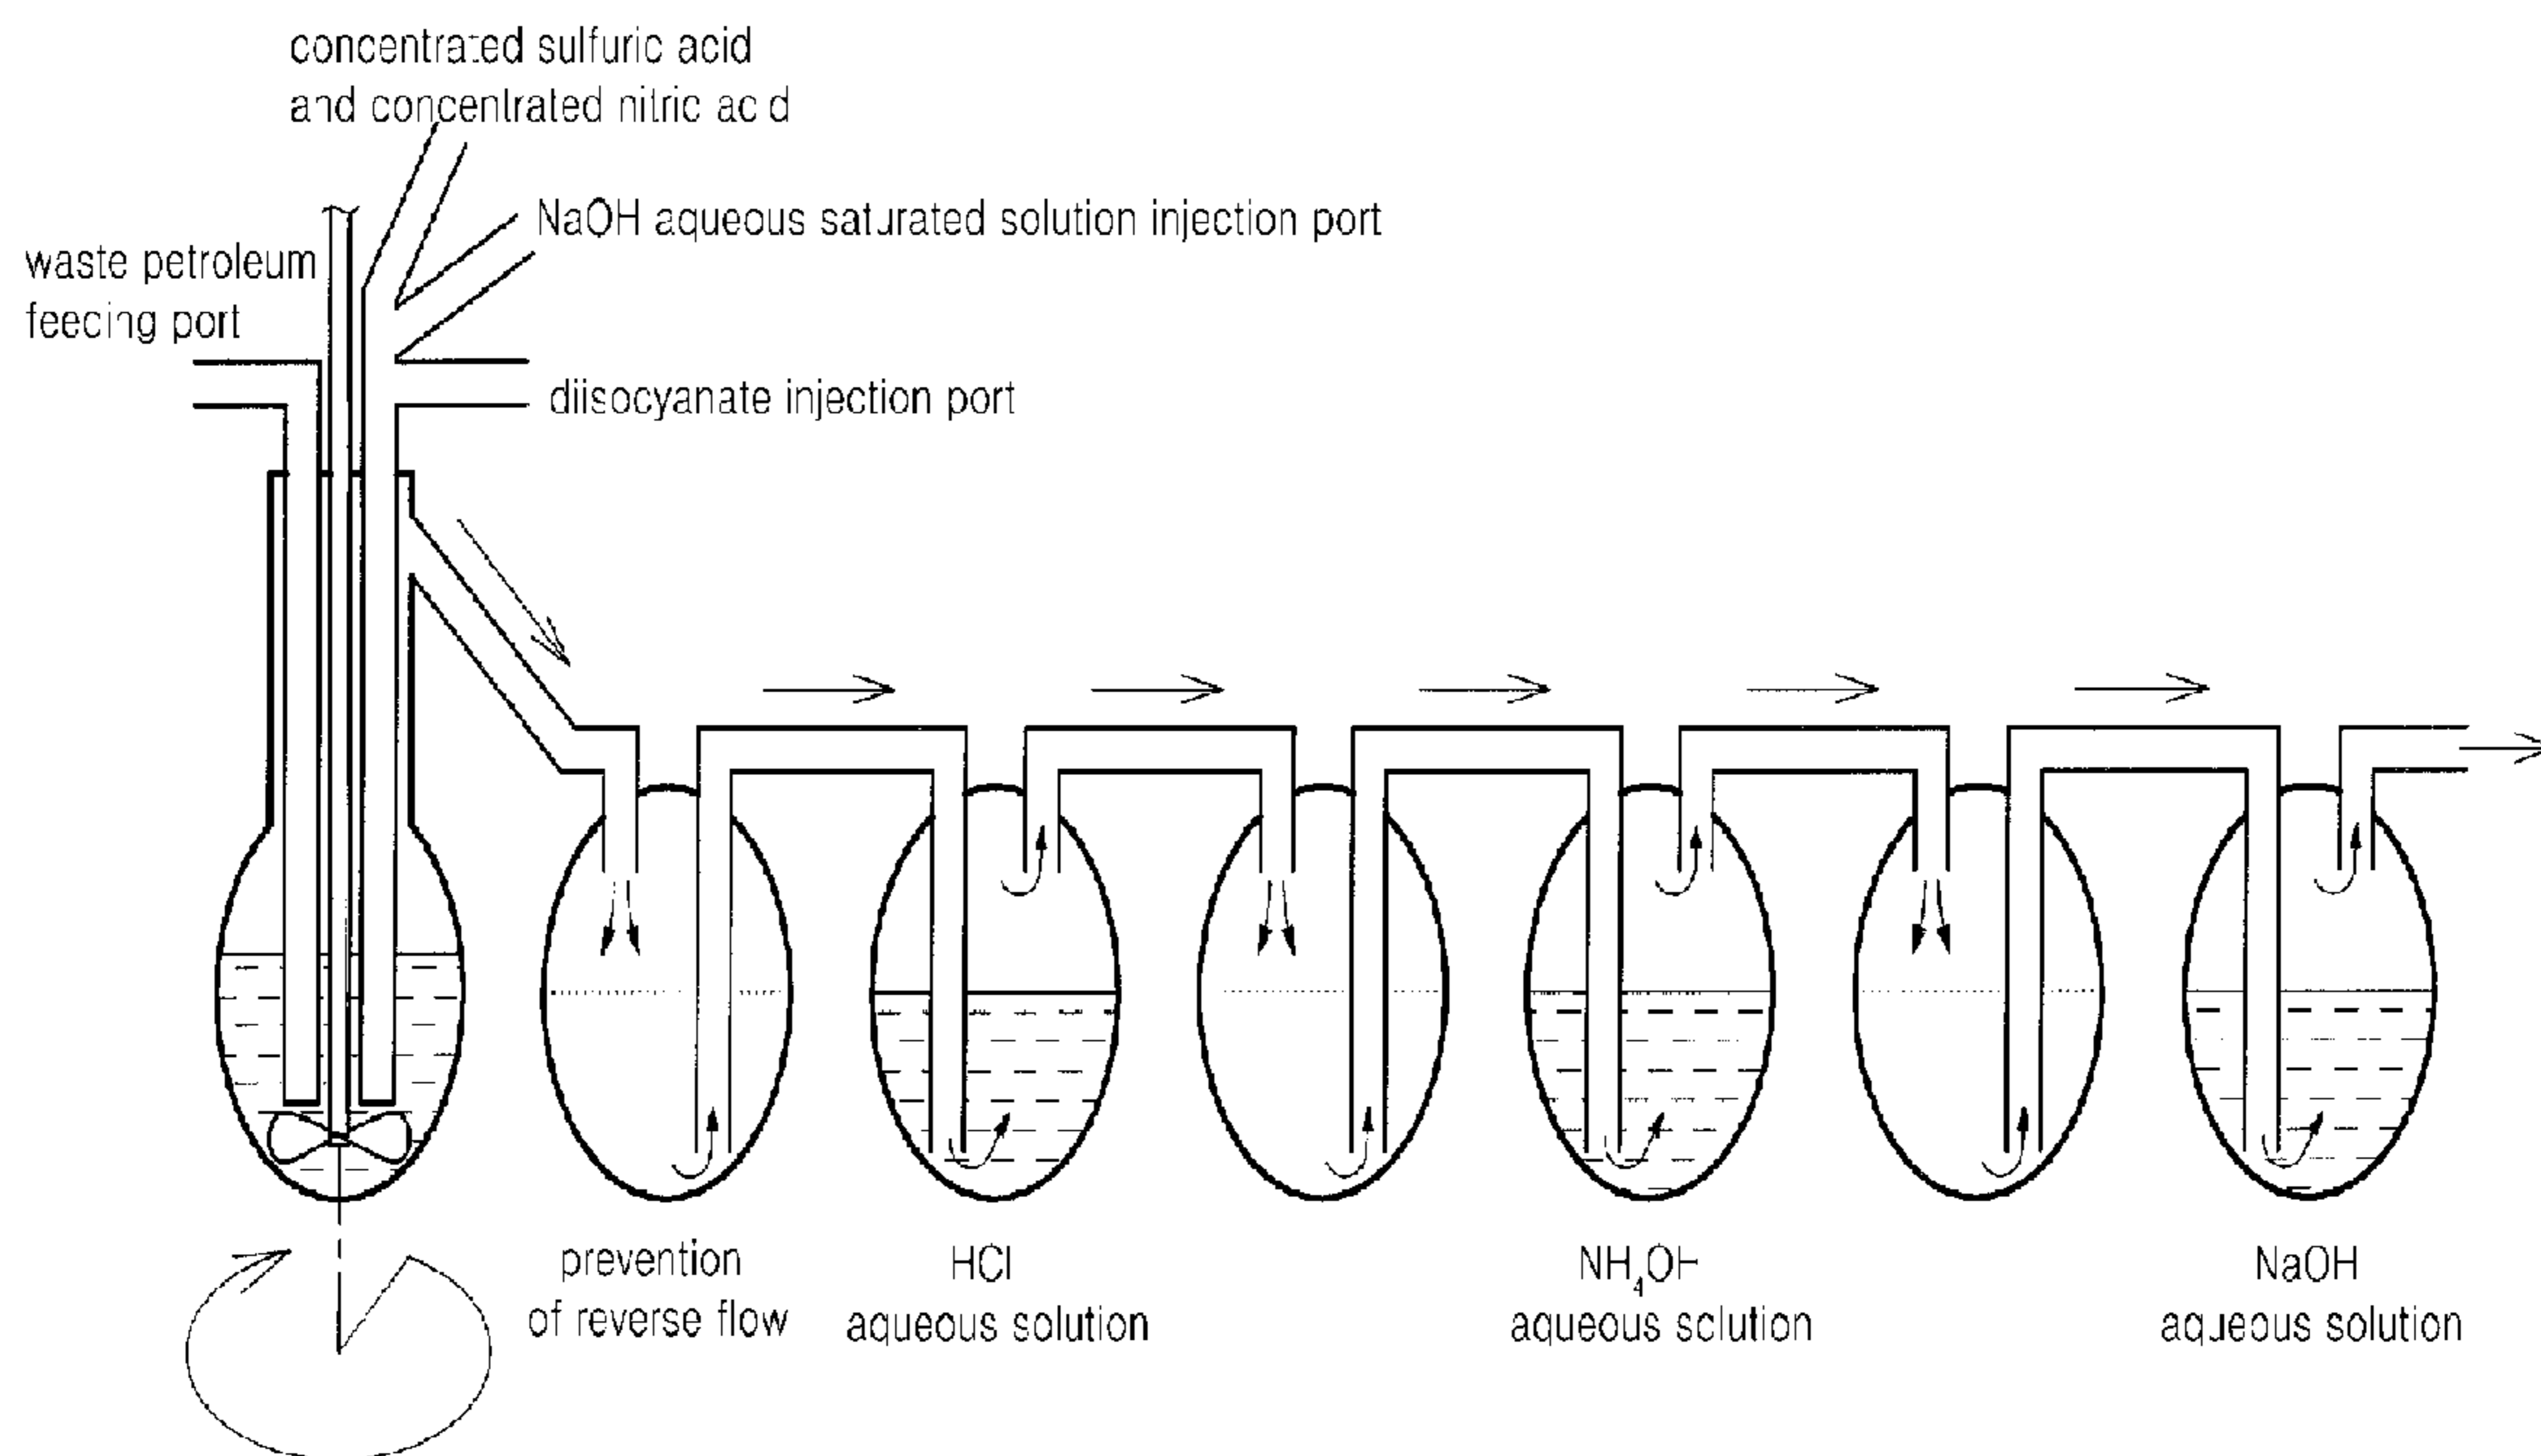 concentrated sulfuric acid
and concentrated nitric acid
NaOH aqueous saturated solution injection port
waste petroleum
feeding port
diisocyanate injection port
prevention
of reverse flow
HCl
aqueous solution
NH₄OH
aqueous solution
NaOH
aqueous solution